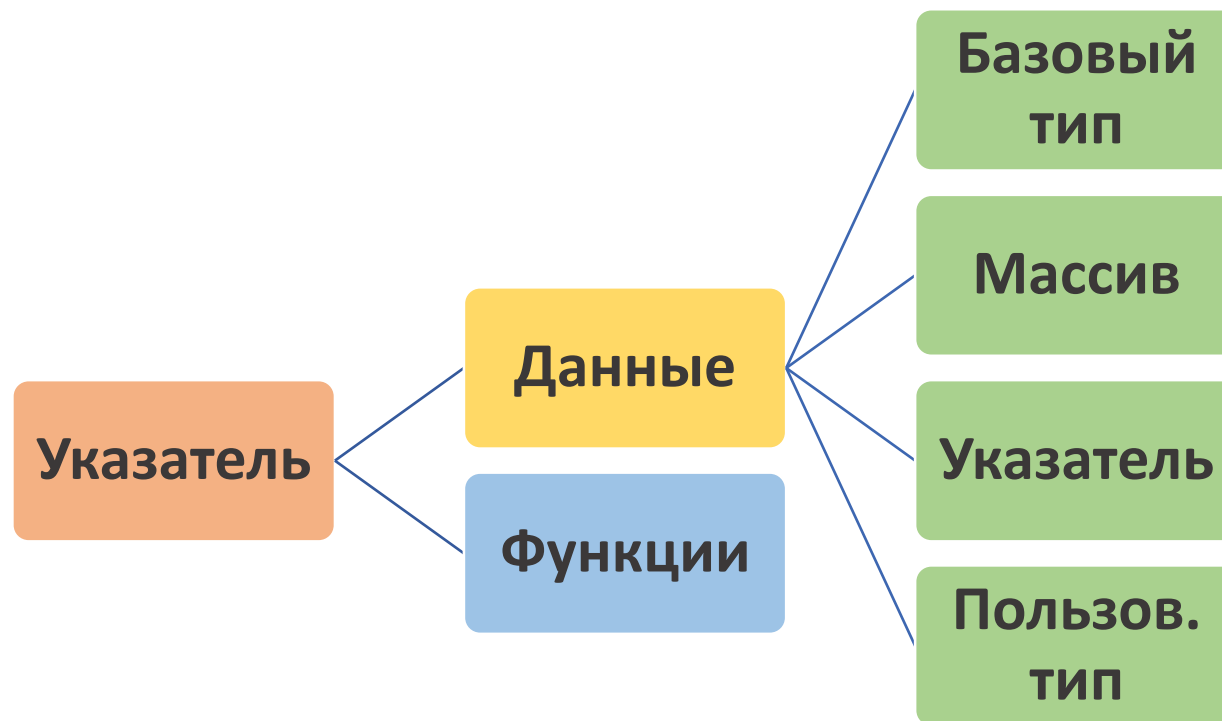 Указатель
Данные
Функции
Базовый
тип
Массив
Указатель
Пользов.
тип